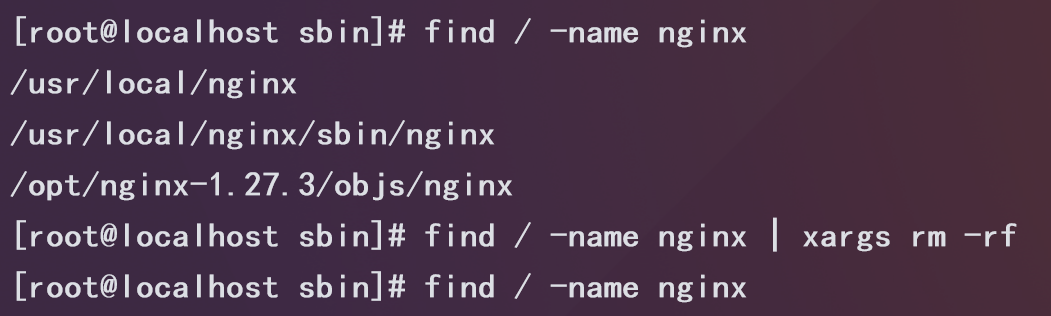 [root@localhost sbin]# find / -name nginx
/usr/local/nginx
/usr/local/nginx/sbin/nginx
/opt/nginx-1.27.3/objs/nginx
[root@localhost sbin]# find / -name nginx | xargs rm -rf
[root@localhost sbin]# find / -name nginx